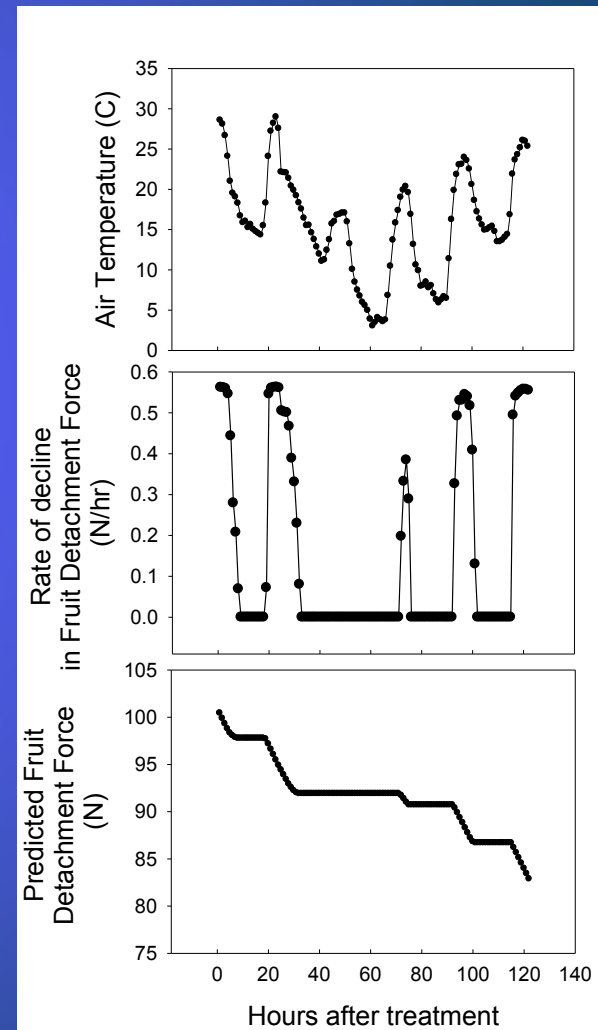 Air Temperature (C)
35
30
25
20
15
10
5
0
Rate of decline
in Fruit Detachment Force
(N/hr)
0.6
0.5
0.4
0.3
0.2
0.1
0.0
Predicted Fruit
Detachment Force
(N)
105
100
95
90
85
80
75
0 20 40 60 80 100 120 140
Hours after treatment